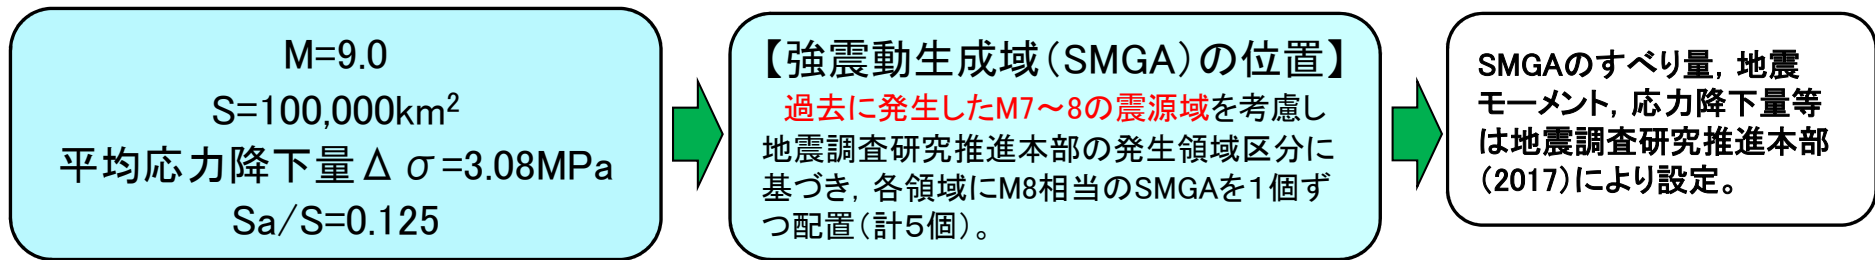 M=9.0
S=100,000km²
平均応力降下量Δσ=3.08MPa
Sa/S=0.125
【強震動生成域（SMGA）の位置】
過去に発生したM7～8の震源域を考慮し
地震調査研究推進本部の発生領域区分に
基づき，各領域にM8相当のSMGAを１個ず
つ配置（計５個）。
SMGAのすべり量，地震
モーメント，応力降下量等
は地震調査研究推進本部
（2017）により設定。